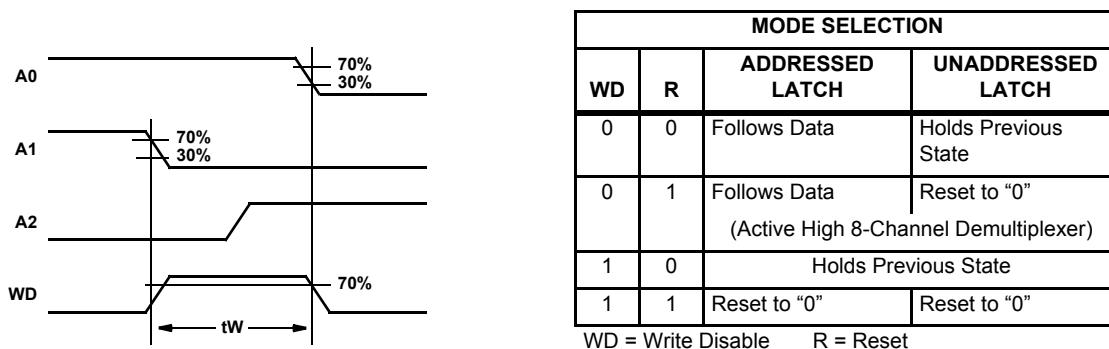 A0
70%
30%
A1
70%
30%
A2
WD
70%
tW
MODE SELECTION
WD
R
ADDRESSED
LATCH
UNADDRESSED
LATCH
0
0
Follows Data
Holds Previous
State
0
1
Follows Data
Reset to “0”
(Active High 8-Channel Demultiplexer)
1
0
Holds Previous State
1
1
Reset to “0”
Reset to “0”
WD = Write Disable R = Reset